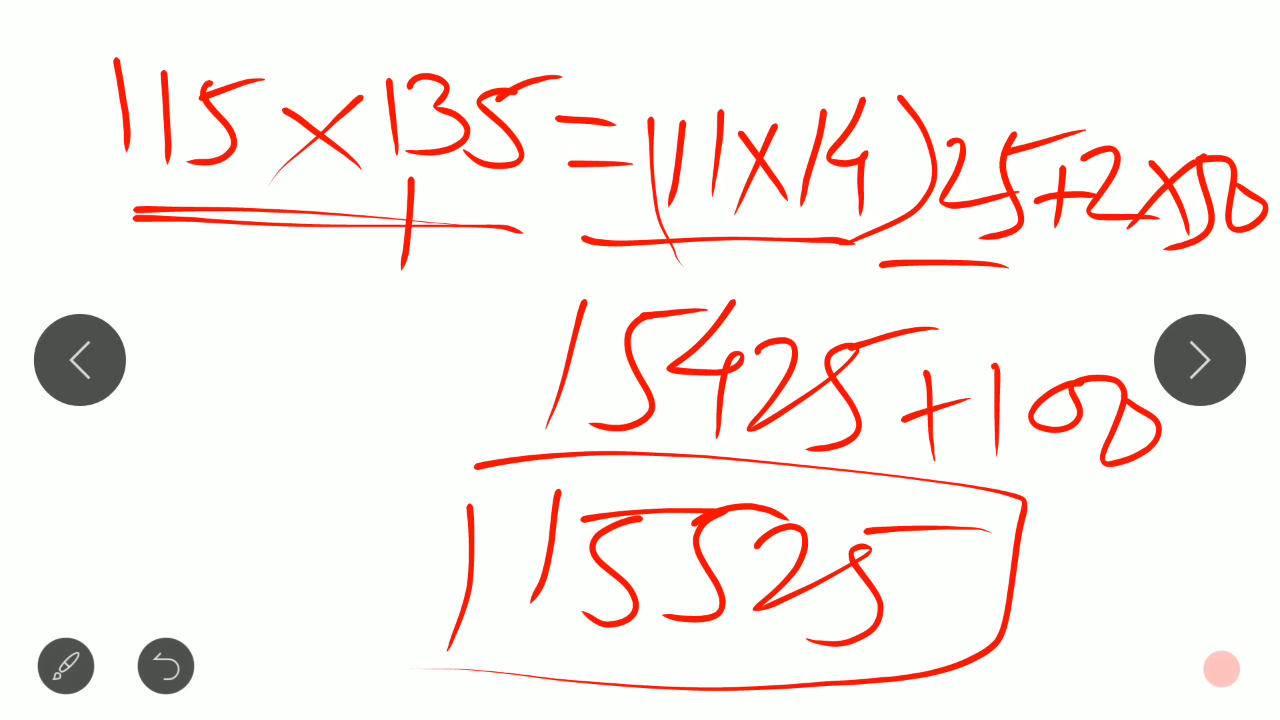 115 × 135 = (11 × 14) 25 + 2 × 50
15425 + 100
15525